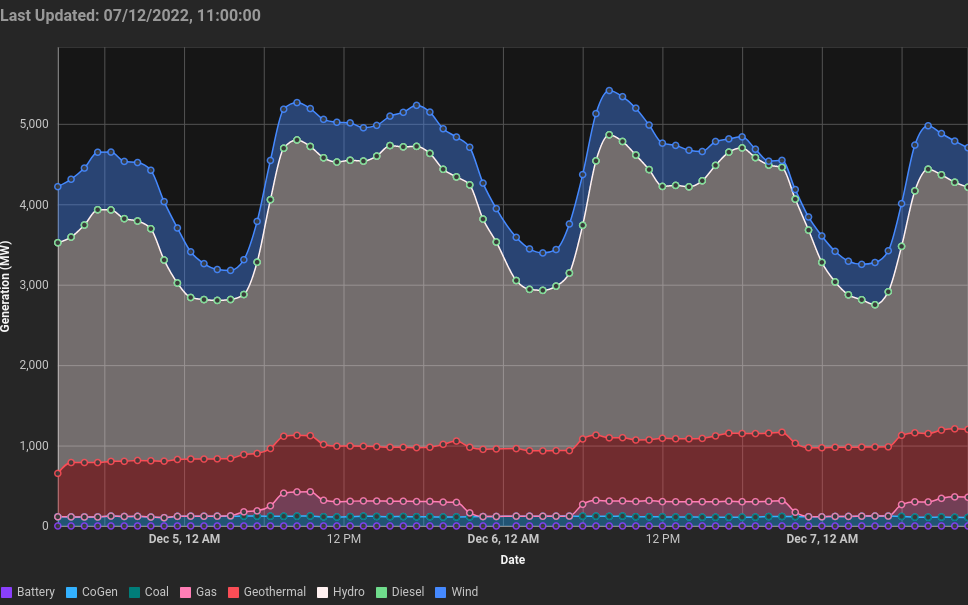 Last Updated: 07/12/2022, 11:00:00
Generation (MW)
5,000
4,000
3,000
2,000
1,000
0
Dec 5, 12 AM 12 PM Dec 6, 12 AM 12 PM Dec 7, 12 AM
Date
Battery CoGen Coal Gas Geothermal Hydro Diesel Wind